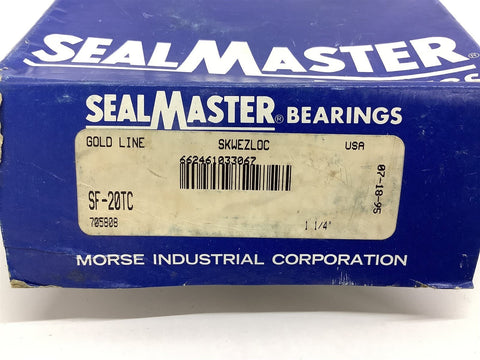 SEALMASTER®
SEALMASTER® BEARINGS
GOLD LINE SKWEZLOC USA
662461033067
07-18-95
SF-20TC
705808
1 1/4"
MORSE INDUSTRIAL CORPORATION